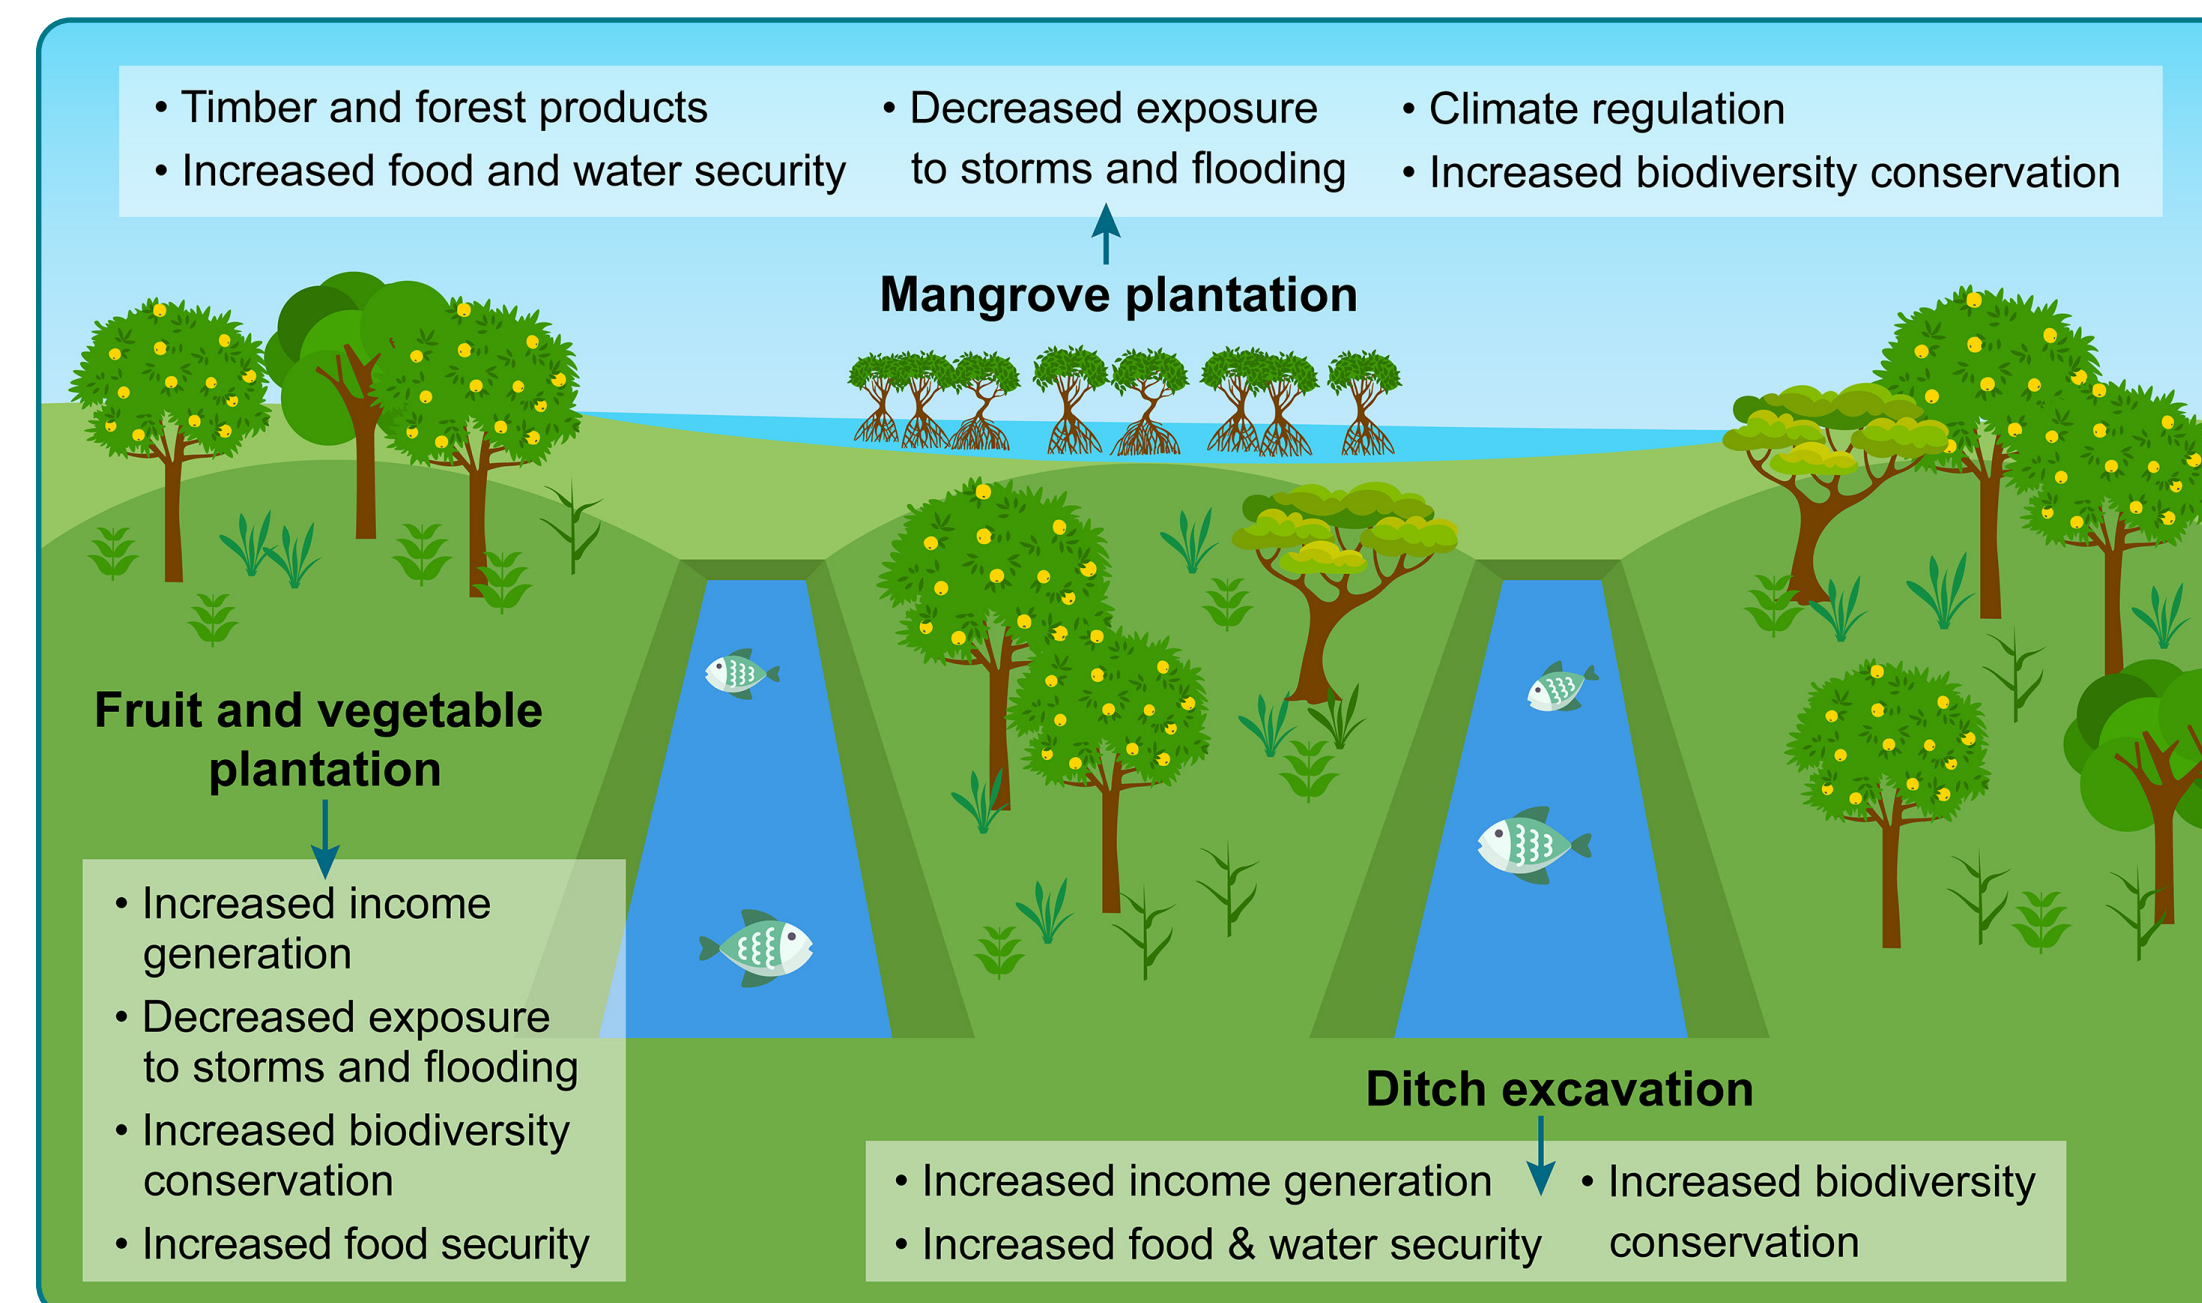 • Timber and forest products
• Increased food and water security
• Decreased exposure
to storms and flooding
• Climate regulation
• Increased biodiversity conservation
Mangrove plantation
Fruit and vegetable
plantation
• Increased income
generation
• Decreased exposure
to storms and flooding
• Increased biodiversity
conservation
• Increased food security
Ditch excavation
• Increased income generation
• Increased food & water security
• Increased biodiversity
conservation